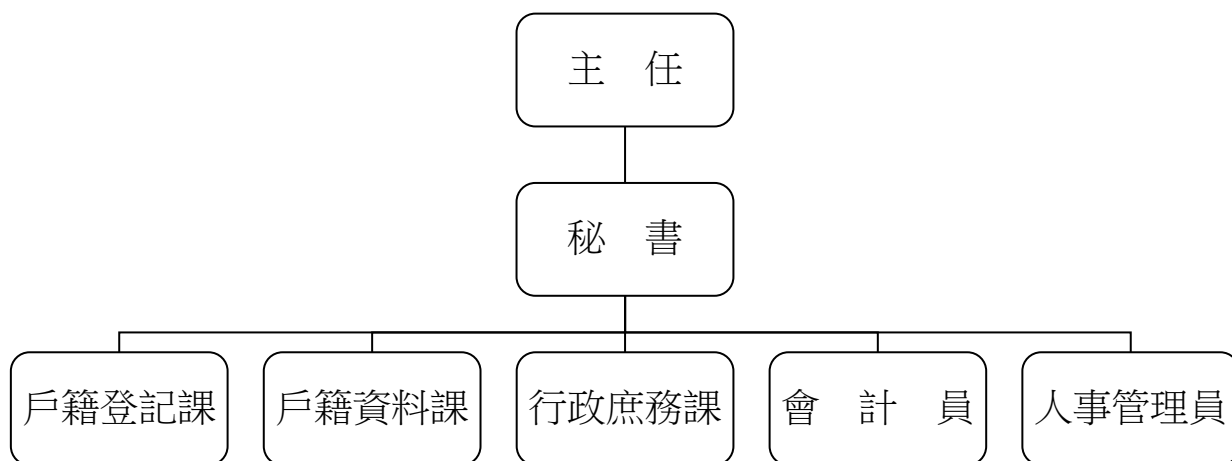 主　任
秘　書
戶籍登記課
戶籍資料課
行政庶務課
會　計　員
人事管理員